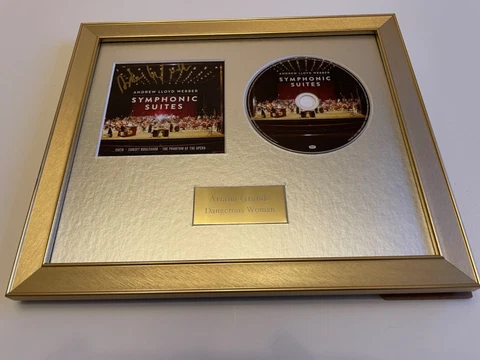 ANDREW LLOYD WEBBER
SYMPHONIC
SUITES
EVITA SUNSET BOULEVARD THE PHANTOM OF THE OPERA
ANDREW LLOYD WEBBER
SYMPHONIC
SUITES
Ariana Grande
Dangerous Woman